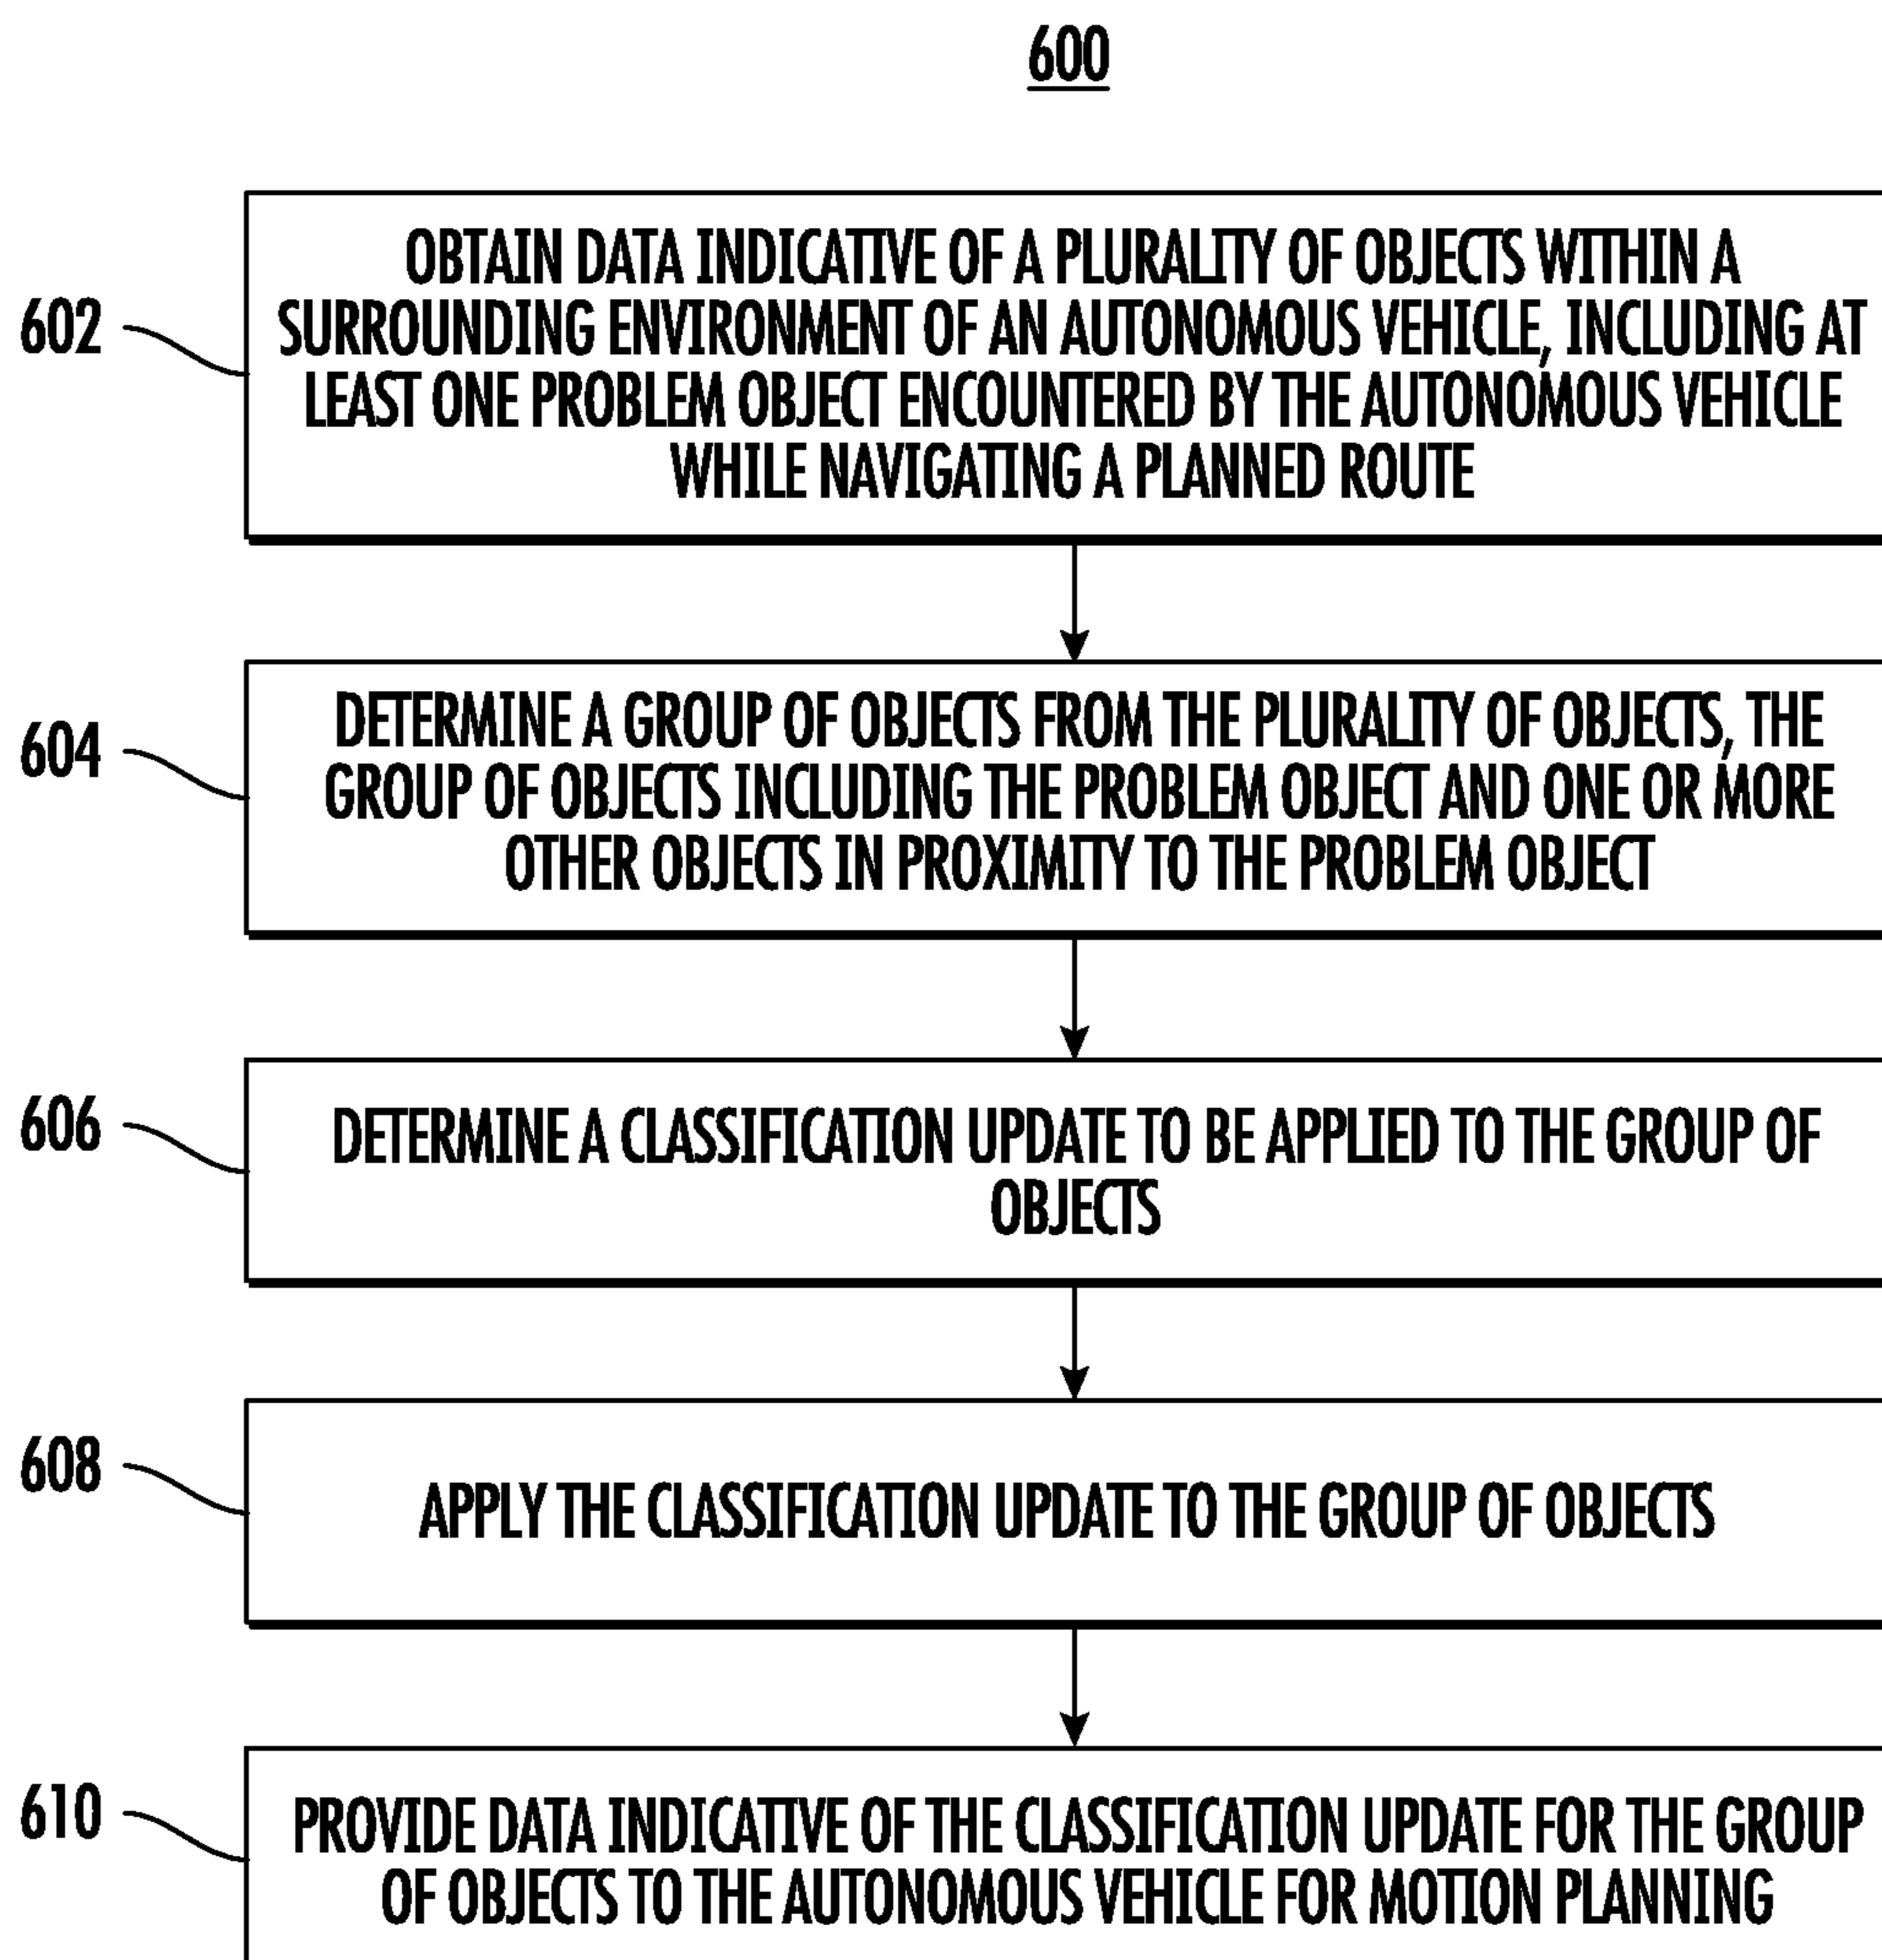 600
602
OBTAIN DATA INDICATIVE OF A PLURALITY OF OBJECTS WITHIN A
SURROUNDING ENVIRONMENT OF AN AUTONOMOUS VEHICLE, INCLUDING AT
LEAST ONE PROBLEM OBJECT ENCOUNTERED BY THE AUTONOMOUS VEHICLE
WHILE NAVIGATING A PLANNED ROUTE
604
DETERMINE A GROUP OF OBJECTS FROM THE PLURALITY OF OBJECTS, THE
GROUP OF OBJECTS INCLUDING THE PROBLEM OBJECT AND ONE OR MORE
OTHER OBJECTS IN PROXIMITY TO THE PROBLEM OBJECT
606
DETERMINE A CLASSIFICATION UPDATE TO BE APPLIED TO THE GROUP OF
OBJECTS
608
APPLY THE CLASSIFICATION UPDATE TO THE GROUP OF OBJECTS
610
PROVIDE DATA INDICATIVE OF THE CLASSIFICATION UPDATE FOR THE GROUP
OF OBJECTS TO THE AUTONOMOUS VEHICLE FOR MOTION PLANNING